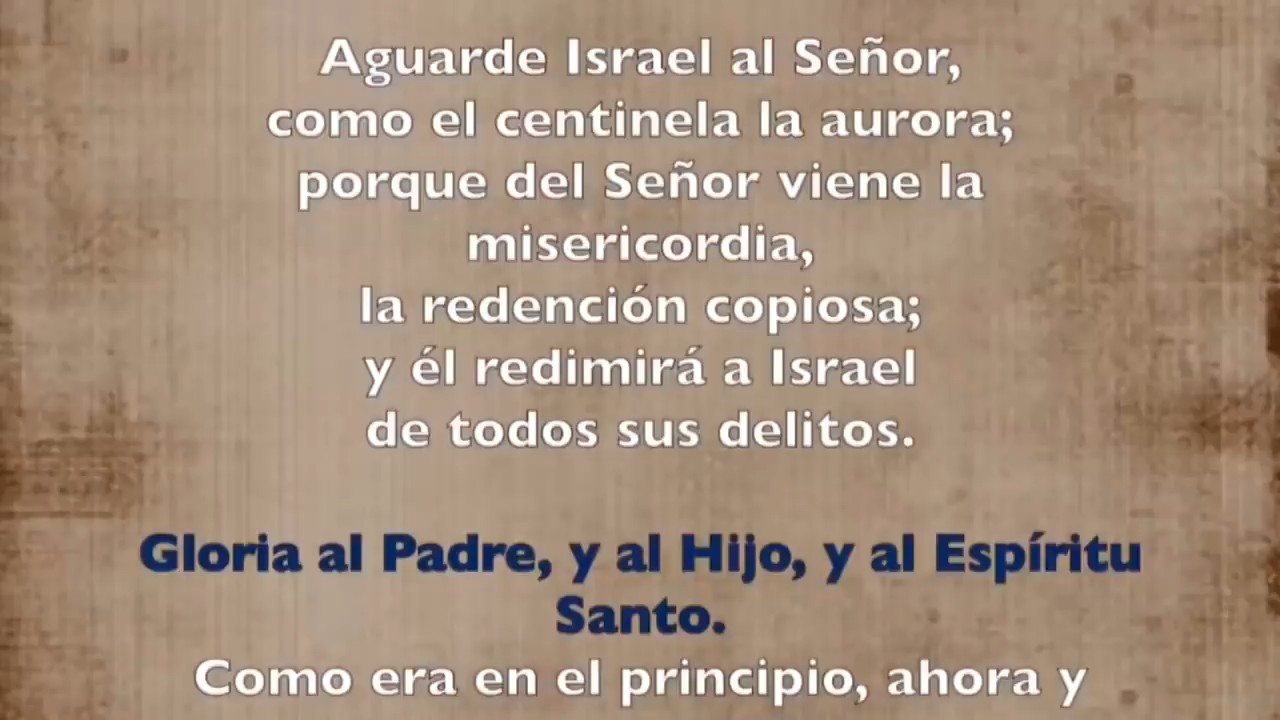 Aguarde Israel al Señor,
como el centinela la aurora;
porque del Señor viene la
misericordia,
la redención copiosa;
y él redimirá a Israel
de todos sus delitos.
Gloria al Padre, y al Hijo, y al Espíritu
Santo.
Como era en el principio, ahora y